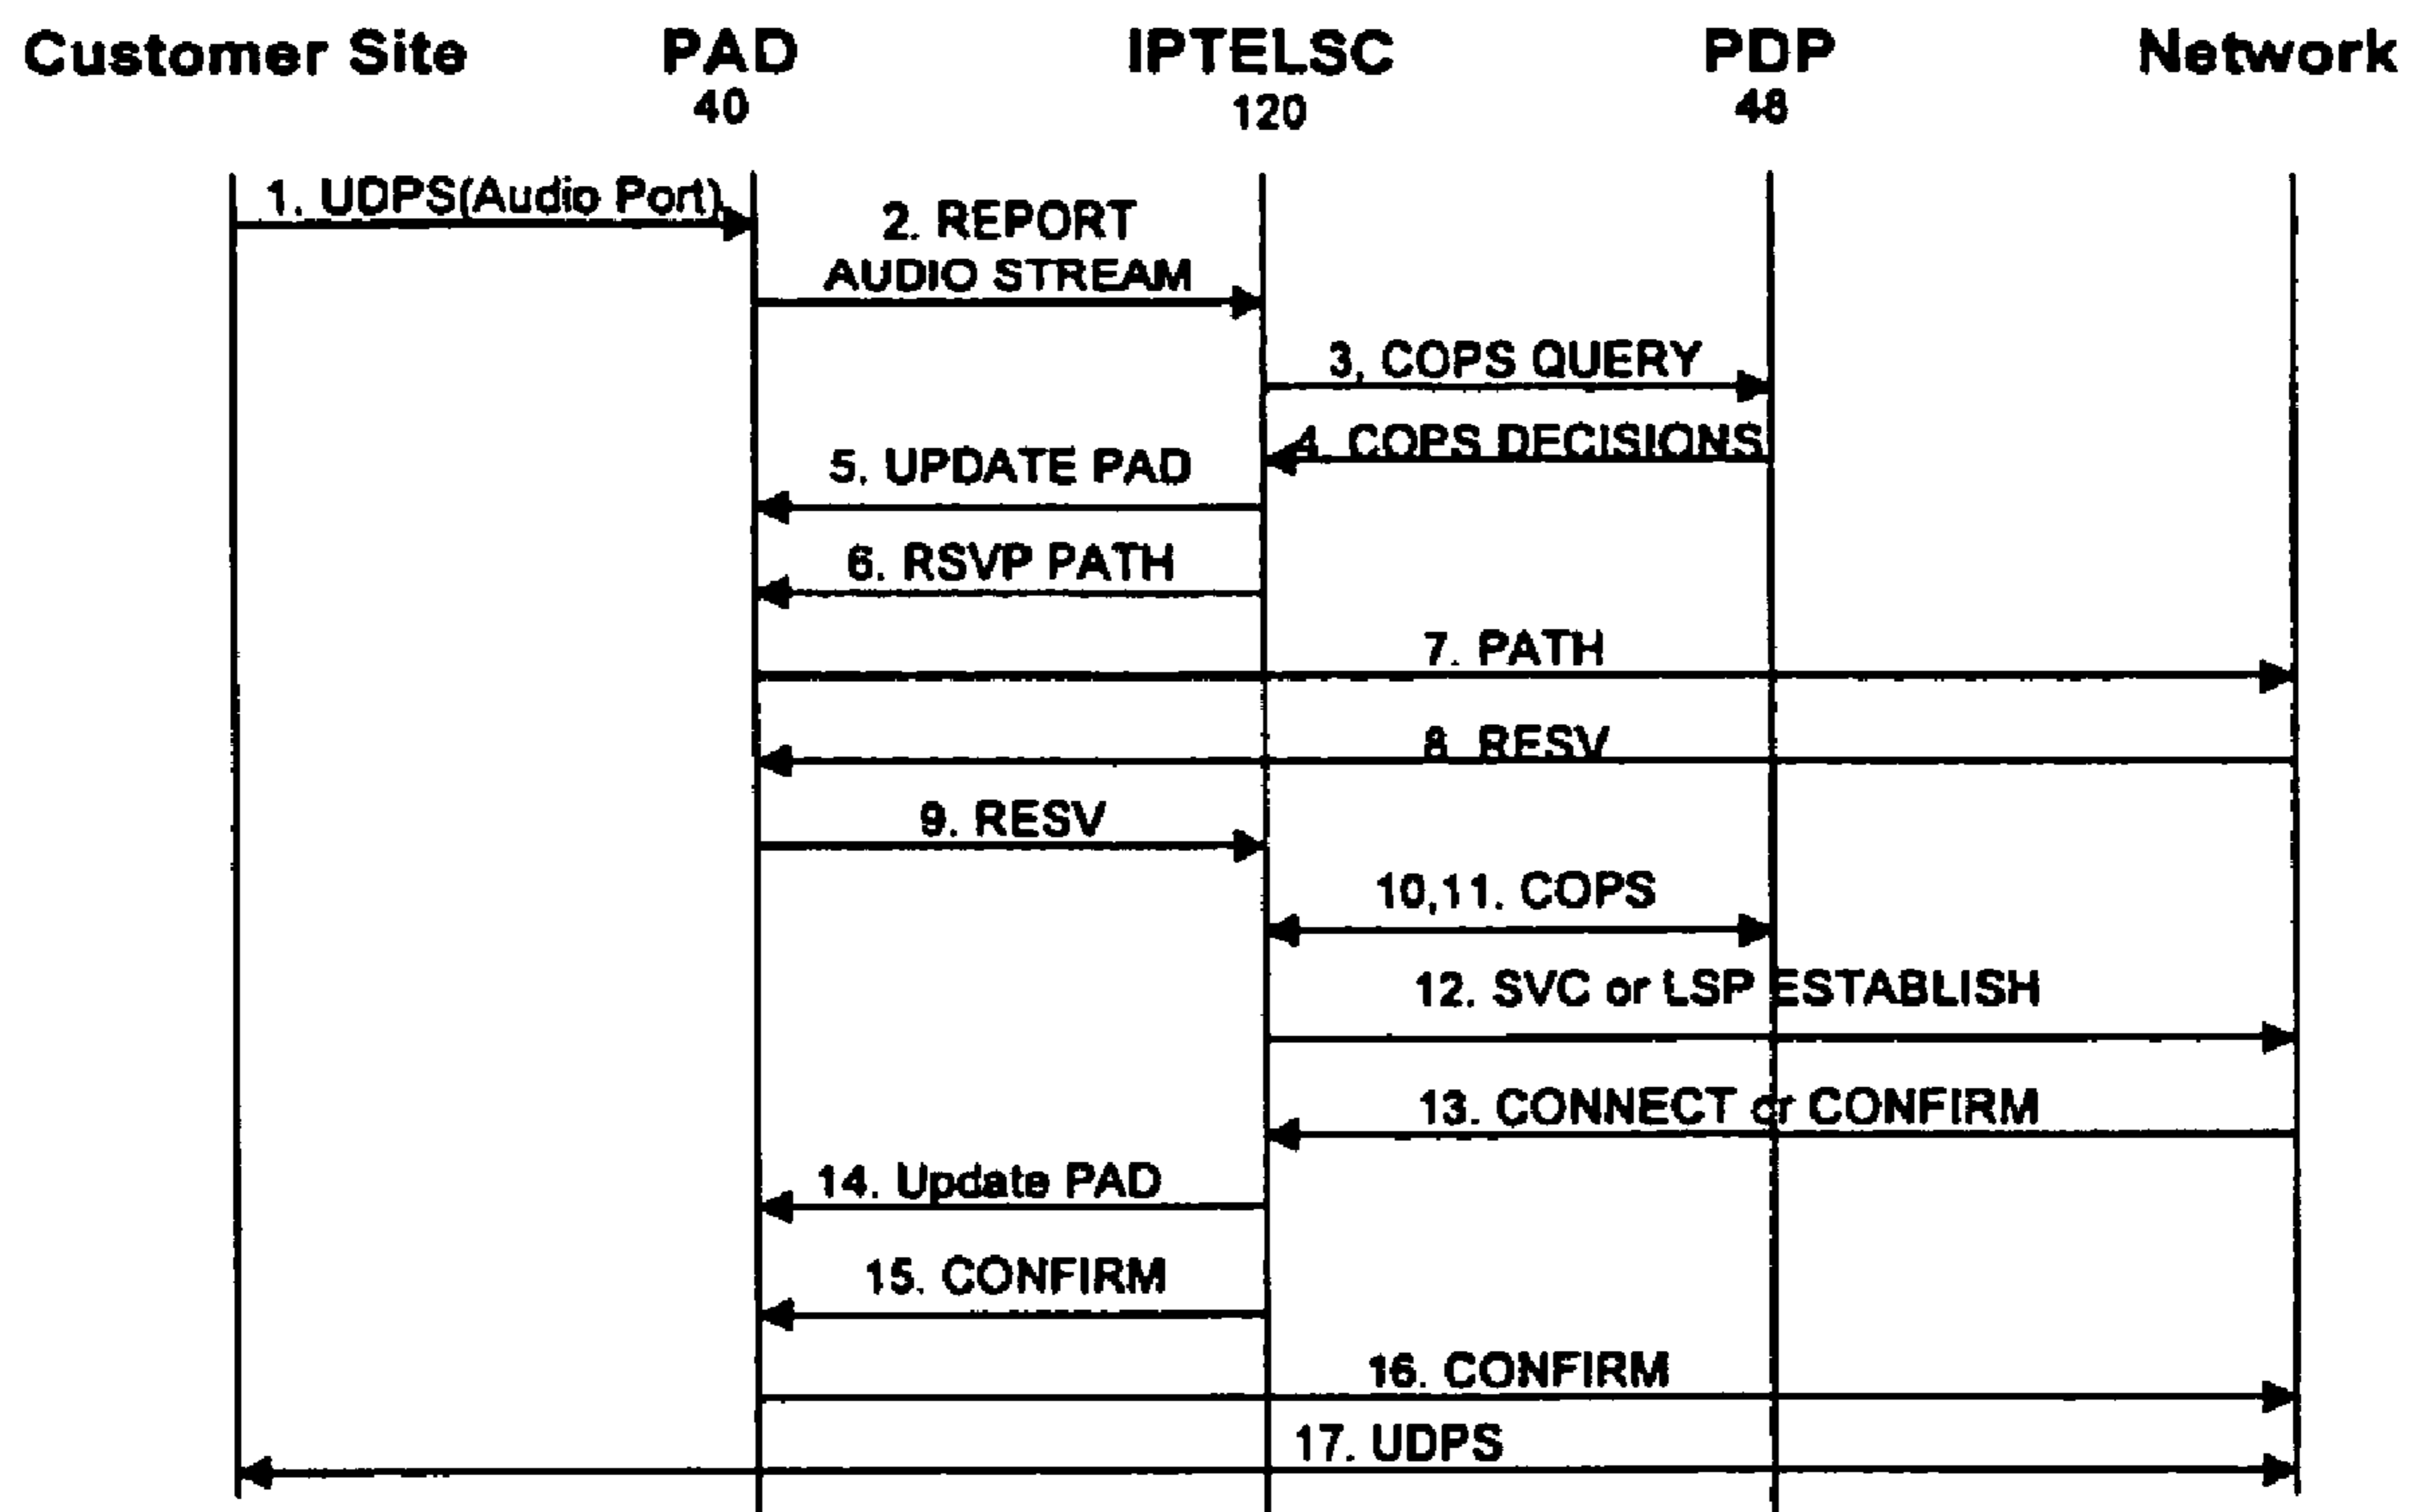 Customer Site PAD IPTELSC PDP Network
40 120 48
1. UDPS(Audio Port)
2. REPORT
AUDIO STREAM
3, COPS QUERY
4. COPS DECISIONS
5. UPDATE PAD
6. RSVP PATH
7. PATH
8. RESV
9. RESV
10,11. COPS
12. SVC or LSP ESTABLISH
13. CONNECT or CONFIRM
14. Update PAD
15. CONFIRM
16. CONFIRM
17. UDPS